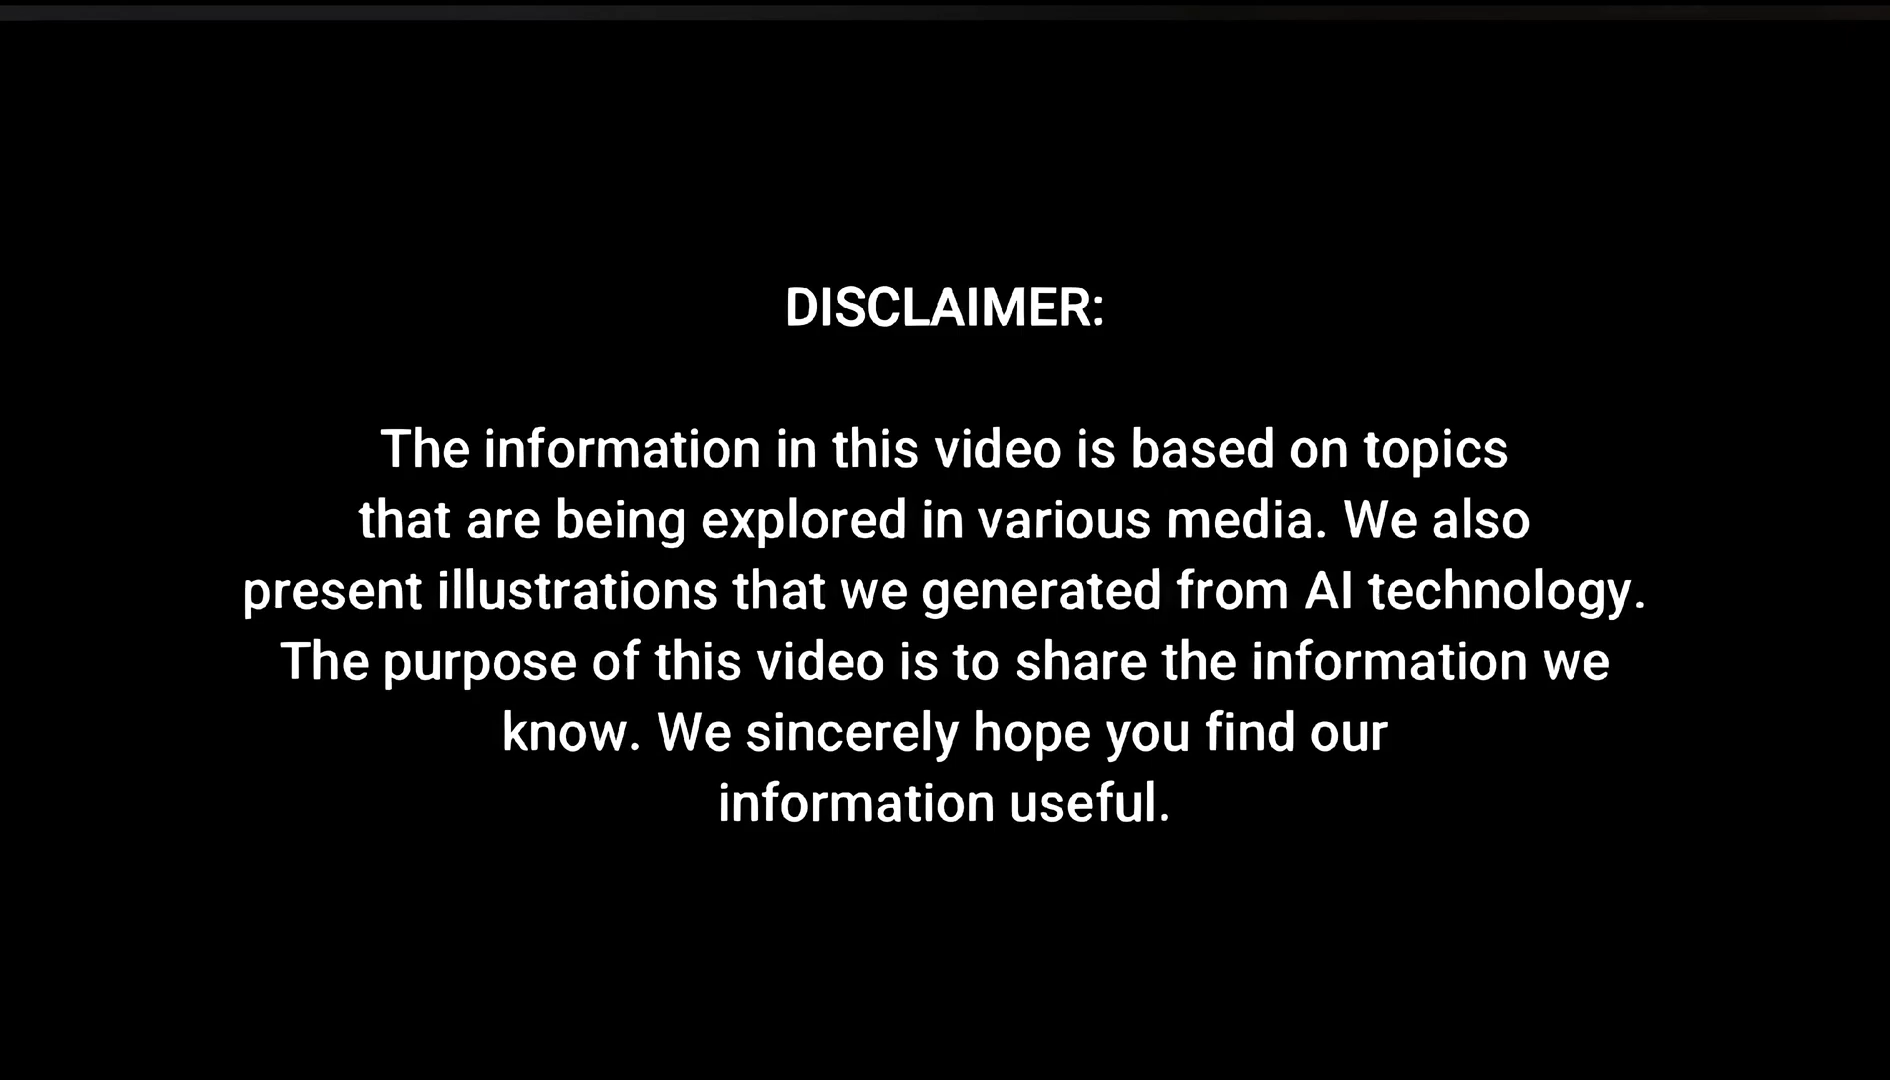 DISCLAIMER:
The information in this video is based on topics
that are being explored in various media. We also
present illustrations that we generated from AI technology.
The purpose of this video is to share the information we
know. We sincerely hope you find our
information useful.